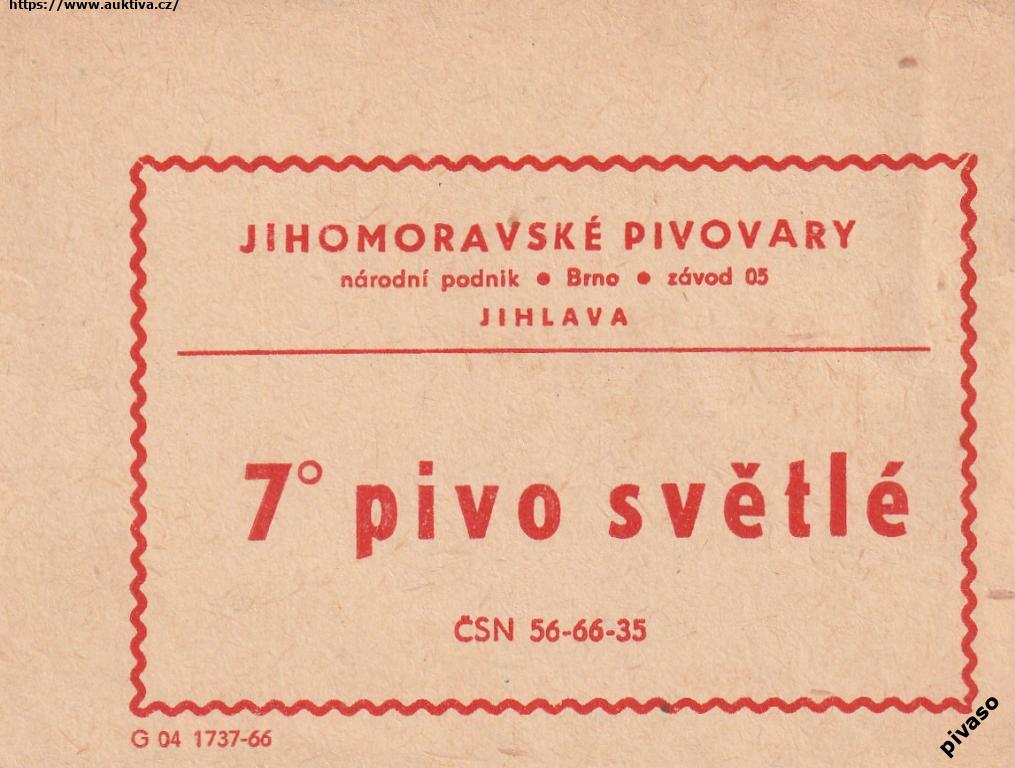 https://www.auktiva.cz/
JIHOMORAVSKÉ PIVOVARY
národní podnik • Brno • závod 05
JIHLAVA
7° pivo světlé
ČSN 56-66-35
G 04 1737-66
pivaso